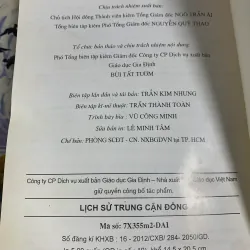 Chịu trách nhiệm xuất bản:
Chủ tịch Hội đồng Thành viên kiêm Tổng Giám đốc NGÔ TRẦN ÁI
Tổng biên tập kiêm Phó Tổng Giám đốc NGUYỄN QUÝ THAO
Tổ chức bản thảo và chịu trách nhiệm nội dung
Phó Tổng biên tập kiêm Giám đốc Công ty CP Dịch vụ xuất bản
Giáo dục Gia Định
BÙI TẤT TƯƠM
Biên tập lần đầu và tái bản: TRẦN KIM NHUNG
Biên tập kĩ-mĩ thuật: TRẦN THANH TOÀN
Trình bày bìa: VŨ CÔNG MINH
Sửa bản in: LÊ MINH TÂM
Chế bản: PHÒNG SCĐT - CN. NXBGDVN tại TP. HCM
Công ty CP Dịch vụ xuất bản Giáo dục Gia Định – Nhà xuất bản Giáo dục Việt Nam
giữ quyền công bố tác phẩm.
LỊCH SỬ TRUNG CẬN ĐÔNG
Mã số: 7X355m2-DAI
Số đăng kí KHXB : 16 - 2012/CXB/ 284- 2050/GD.